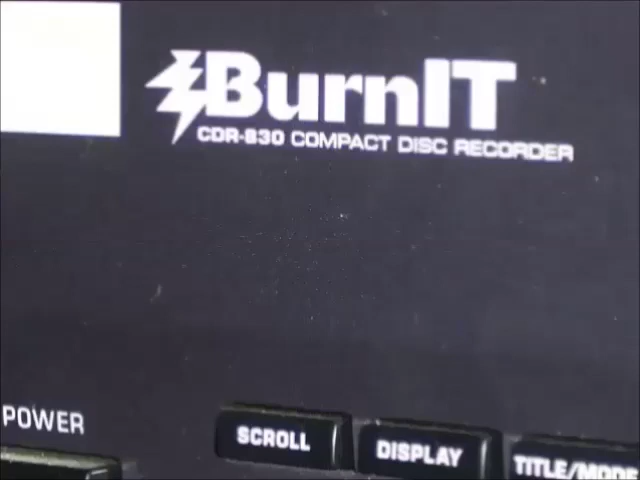 BurnIT
CDR-830 COMPACT DISC RECORDER
POWER
SCROLL
DISPLAY
TITLE/MODE